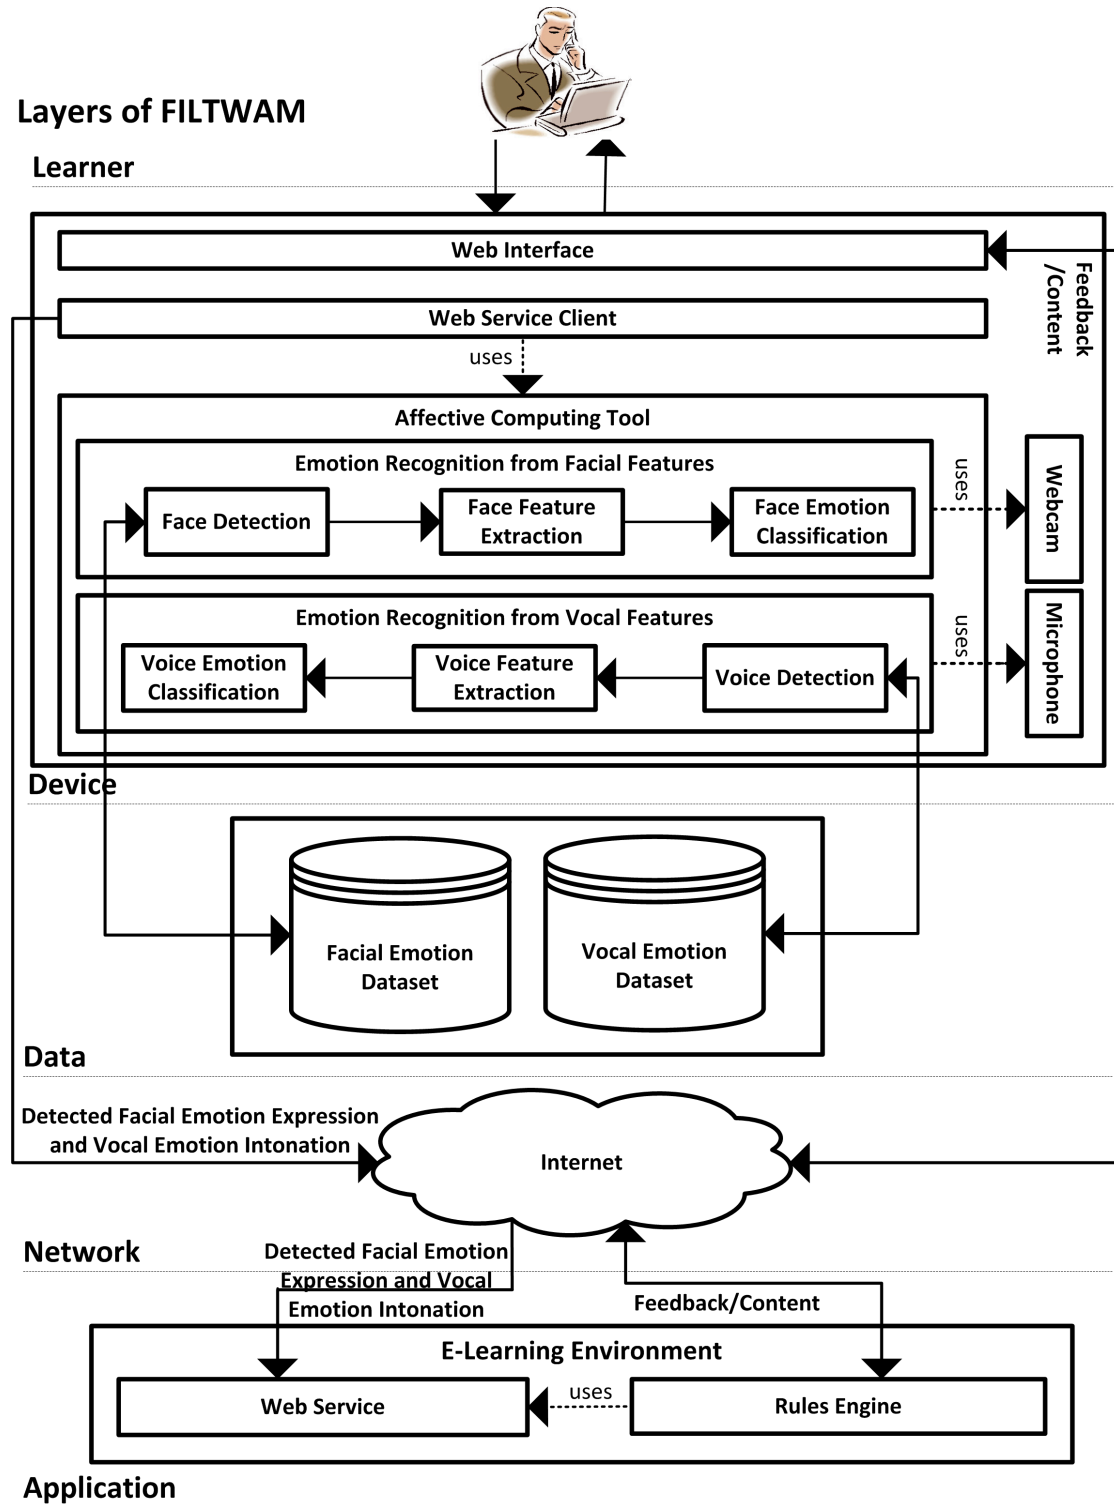 Layers of FILTWAM
Learner
Web Interface
Feedback
/Content
Web Service Client
uses
Affective Computing Tool
Emotion Recognition from Facial Features
Face Detection
Face Feature
Extraction
Face Emotion
Classification
uses
Webcam
Emotion Recognition from Vocal Features
Voice Emotion
Classification
Voice Feature
Extraction
Voice Detection
uses
Microphone
Device
Facial Emotion
Dataset
Vocal Emotion
Dataset
Data
Detected Facial Emotion Expression
and Vocal Emotion Intonation
Internet
Network
Detected Facial Emotion
Expression and Vocal
Emotion Intonation
Feedback/Content
E-Learning Environment
Web Service
uses
Rules Engine
Application